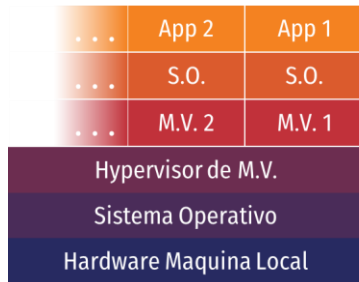 ... App 2 App 1
... S.O. S.O.
... M.V. 2 M.V. 1
Hypervisor de M.V.
Sistema Operativo
Hardware Maquina Local